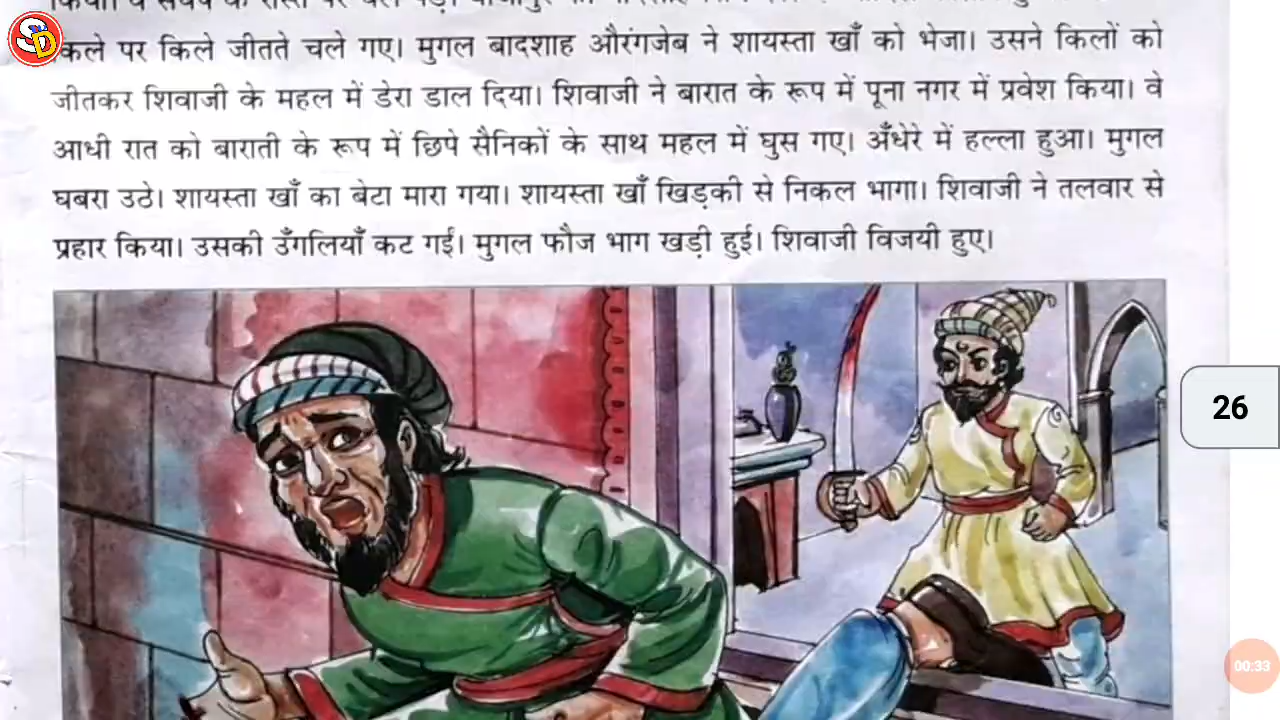 किले पर किले जीतते चले गए। मुगल बादशाह औरंगजेब ने शायस्ता खाँ को भेजा। उसने किलों को
जीतकर शिवाजी के महल में डेरा डाल दिया। शिवाजी ने बारात के रूप में पूना नगर में प्रवेश किया। वे
आधी रात को बाराती के रूप में छिपे सैनिकों के साथ महल में घुस गए। अँधेरे में हल्ला हुआ। मुगल
घबरा उठे। शायस्ता खाँ का बेटा मारा गया। शायस्ता खाँ खिड़की से निकल भागा। शिवाजी ने तलवार से
प्रहार किया। उसकी उँगलियाँ कट गईं। मुगल फौज भाग खड़ी हुई। शिवाजी विजयी हुए।
SD
26
00:33